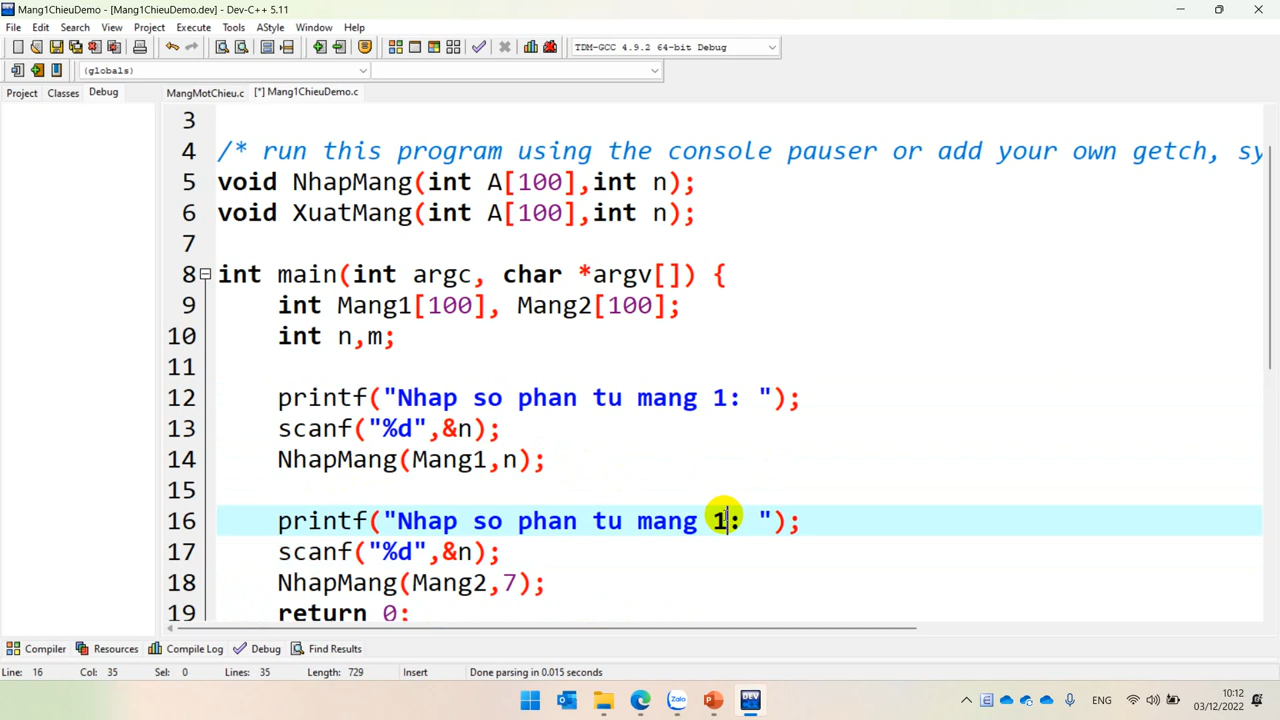 Mang1ChieuDemo - [Mang1ChieuDemo.dev] - Dev-C++ 5.11
File Edit Search View Project Execute Tools AStyle Window Help
TDM-GCC 4.9.2 64-bit Debug
(globals)
Project Classes Debug MangMotChieu.c [*] Mang1ChieuDemo.c
3
4 /* run this program using the console pauser or add your own getch, sy
5 void NhapMang(int A[100],int n);
6 void XuatMang(int A[100],int n);
7
8 int main(int argc, char *argv[]) {
9 int Mang1[100], Mang2[100];
10 int n,m;
11
12 printf("Nhap so phan tu mang 1: ");
13 scanf("%d",&n);
14 NhapMang(Mang1,n);
15
16 printf("Nhap so phan tu mang 1: ");
17 scanf("%d",&n);
18 NhapMang(Mang2,7);
19 return 0;
Compiler Resources Compile Log Debug Find Results
Line: 16 Col: 35 Sel: 0 Lines: 35 Length: 729 Insert Done parsing in 0.015 seconds
Zalo DEV ENG 10:12
03/12/2022